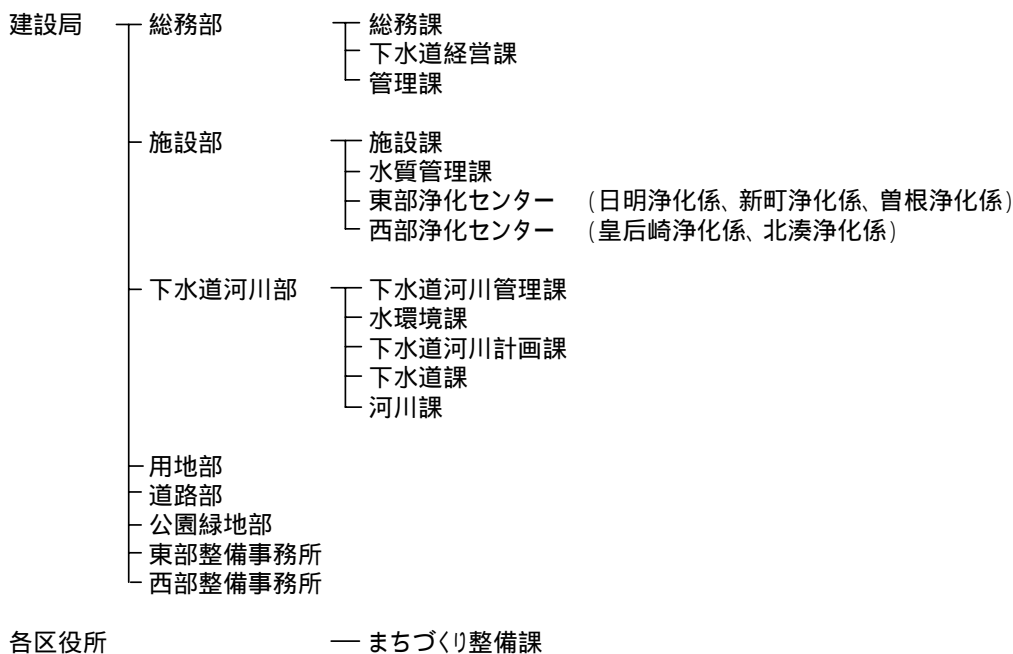 建設局 総務部 総務課
下水道経営課
管理課
施設部 施設課
水質管理課
東部浄化センター (日明浄化係、新町浄化係、曽根浄化係)
西部浄化センター (皇后崎浄化係、北湊浄化係)
下水道河川部 下水道河川管理課
水環境課
下水道河川計画課
下水道課
河川課
用地部
道路部
公園緑地部
東部整備事務所
西部整備事務所
各区役所 まちづくり整備課